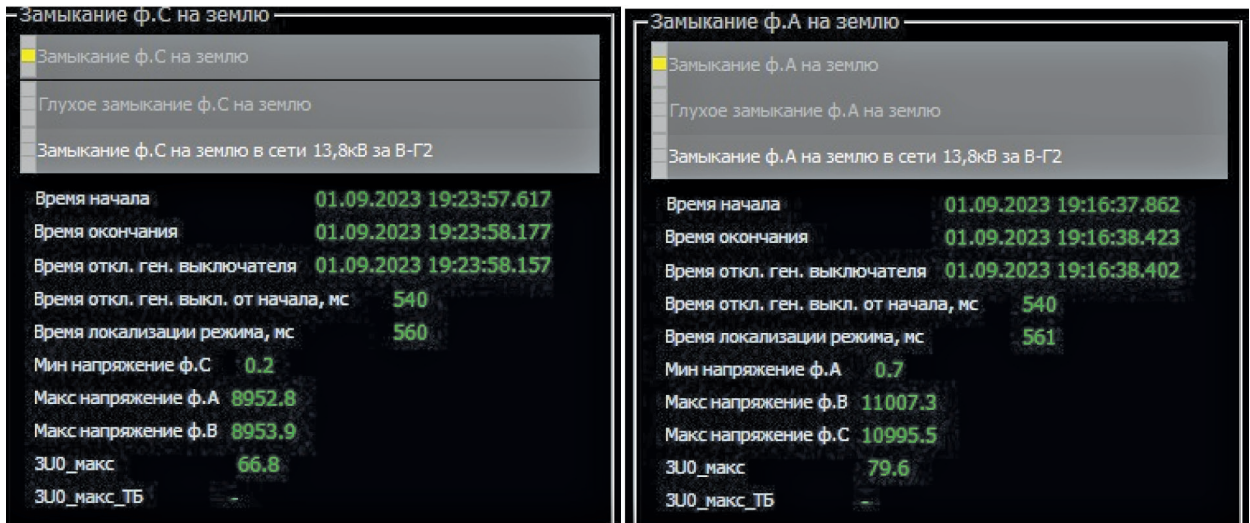 Замыкание ф.С на землю
Замыкание ф.С на землю
Глухое замыкание ф.С на землю
Замыкание ф.С на землю в сети 13,8кВ за В-Г2
Время начала 01.09.2023 19:23:57.617
Время окончания 01.09.2023 19:23:58.177
Время откл. ген. выключателя 01.09.2023 19:23:58.157
Время откл. ген. выкл. от начала, мс 540
Время локализации режима, мс 560
Мин напряжение ф.С 0.2
Макс напряжение ф.А 8952.8
Макс напряжение ф.В 8953.9
3U0_макс 66.8
3U0_макс_ТБ -
Замыкание ф.А на землю
Замыкание ф.А на землю
Глухое замыкание ф.А на землю
Замыкание ф.А на землю в сети 13,8кВ за В-Г2
Время начала 01.09.2023 19:16:37.862
Время окончания 01.09.2023 19:16:38.423
Время откл. ген. выключателя 01.09.2023 19:16:38.402
Время откл. ген. выкл. от начала, мс 540
Время локализации режима, мс 561
Мин напряжение ф.А 0.7
Макс напряжение ф.В 11007.3
Макс напряжение ф.С 10995.5
3U0_макс 79.6
3U0_макс_ТБ -